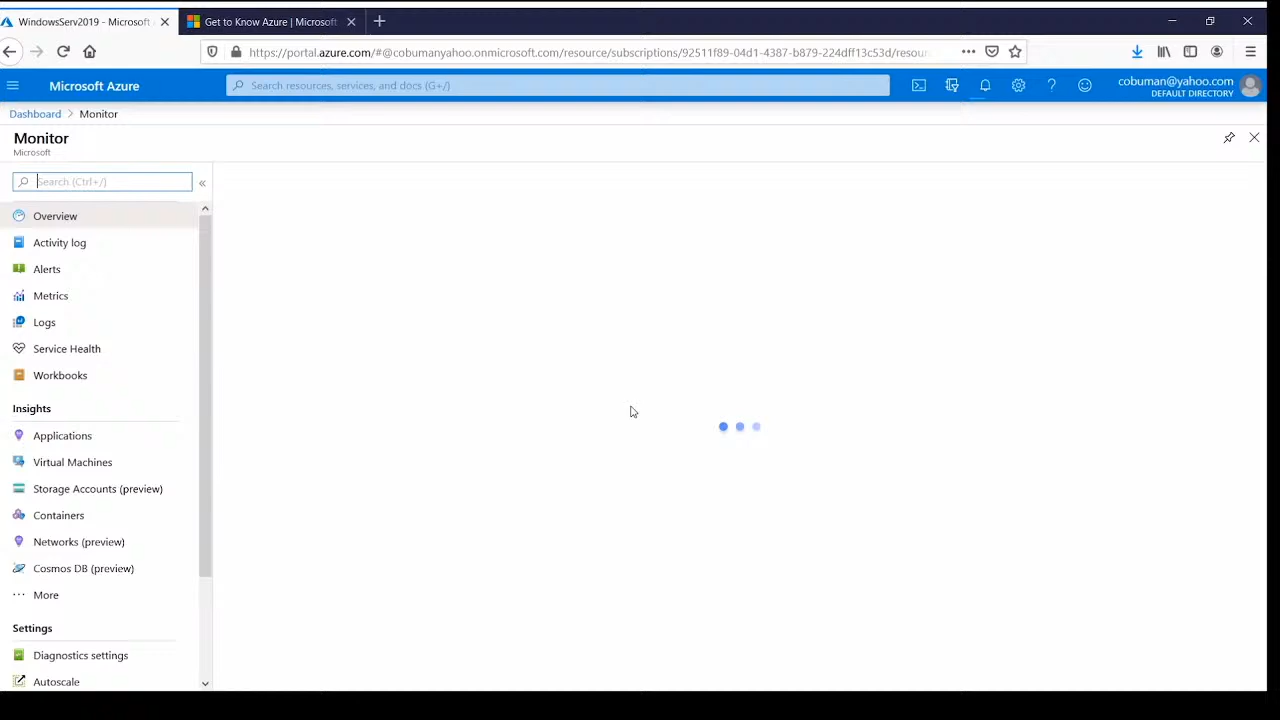 WindowsServ2019 - Microsoft
Get to Know Azure | Microsoft
https://portal.azure.com/#@cobumanyahoo.onmicrosoft.com/resource/subscriptions/92511f89-04d1-4387-b879-224dff13c53d/resou
Microsoft Azure
Search resources, services, and docs (G+/)
cobuman@yahoo.com
DEFAULT DIRECTORY
Dashboard > Monitor
Monitor
Microsoft
Search (Ctrl+/)
Overview
Activity log
Alerts
Metrics
Logs
Service Health
Workbooks
Insights
Applications
Virtual Machines
Storage Accounts (preview)
Containers
Networks (preview)
Cosmos DB (preview)
More
Settings
Diagnostics settings
Autoscale